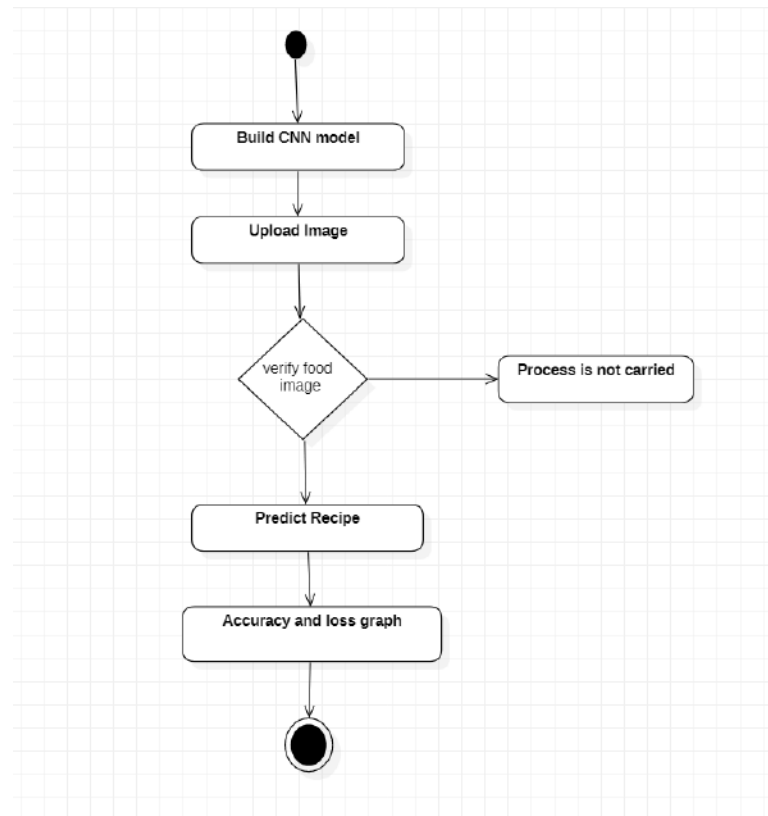 Build CNN model
Upload Image
verify food
image
Process is not carried
Predict Recipe
Accuracy and loss graph